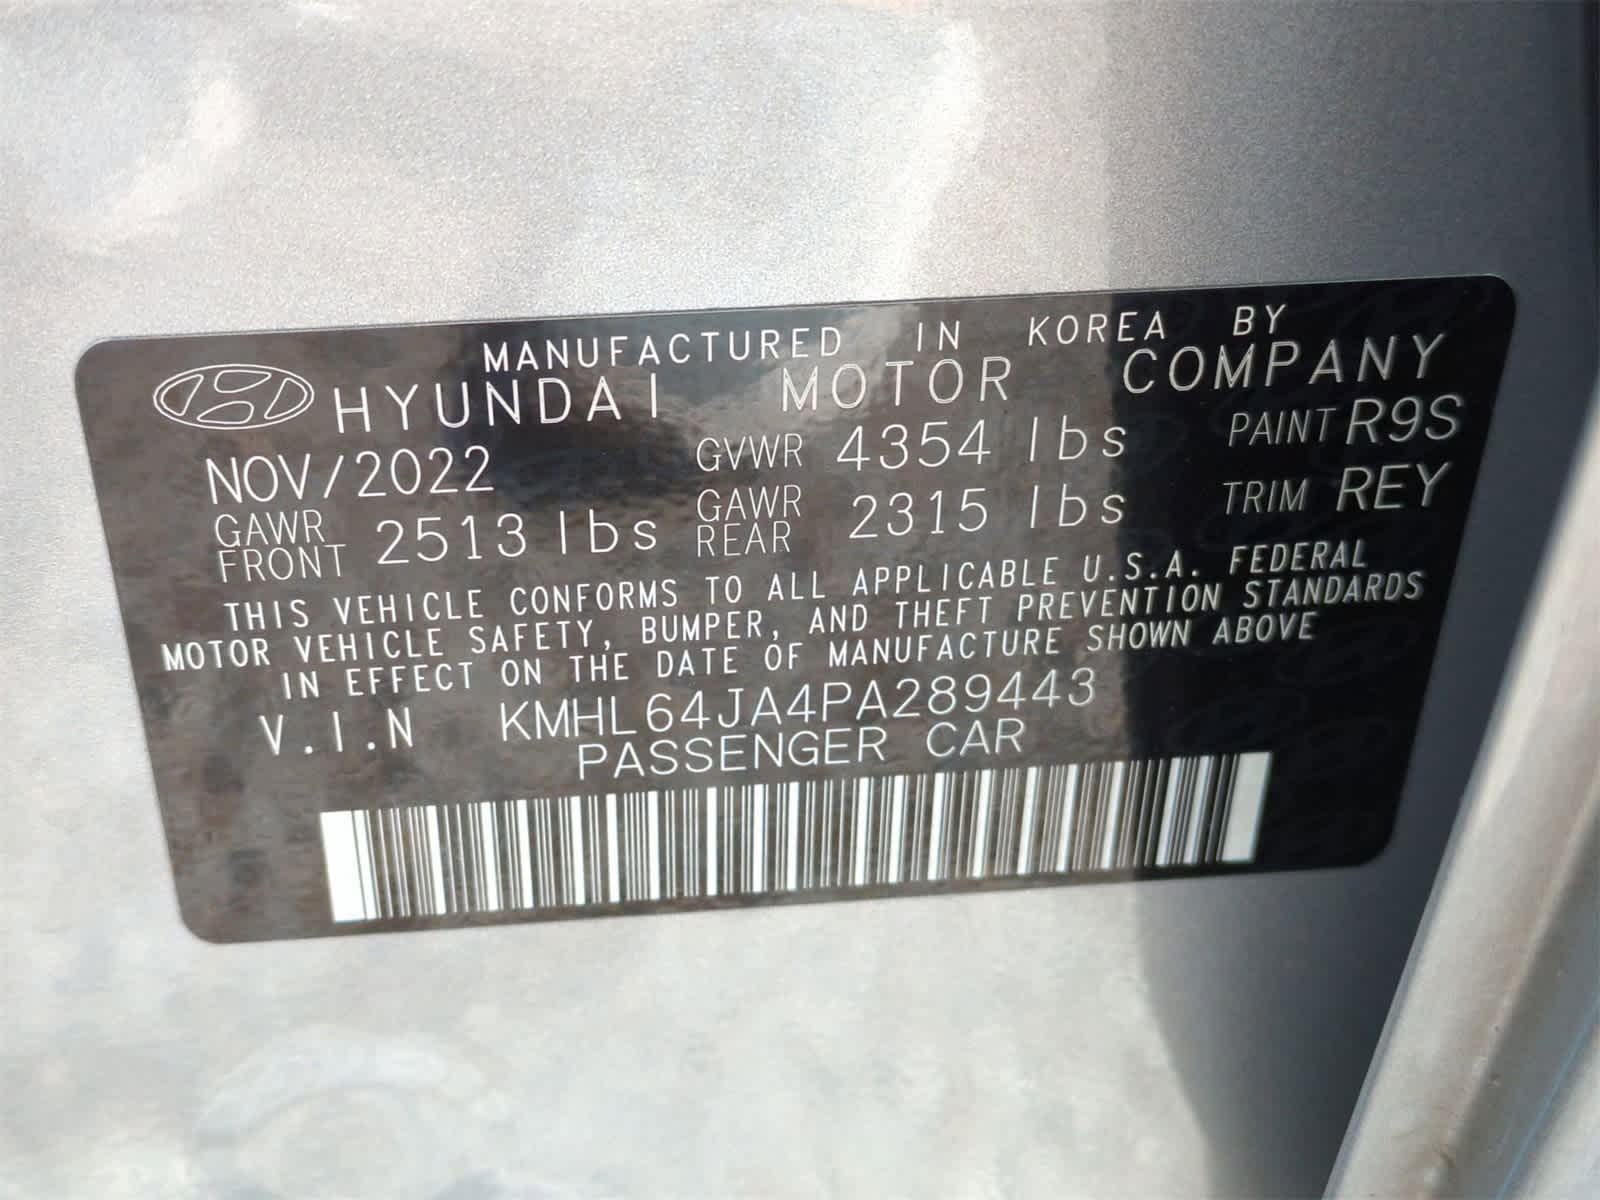 MANUFACTURED IN KOREA BY
HYUNDAI MOTOR COMPANY
NOV/2022 GVWR 4354 lbs PAINT R9S
GAWR FRONT 2513 lbs GAWR REAR 2315 lbs TRIM REY
THIS VEHICLE CONFORMS TO ALL APPLICABLE U.S.A. FEDERAL
MOTOR VEHICLE SAFETY, BUMPER, AND THEFT PREVENTION STANDARDS
IN EFFECT ON THE DATE OF MANUFACTURE SHOWN ABOVE
V.I.N KMHL64JA4PA289443
PASSENGER CAR